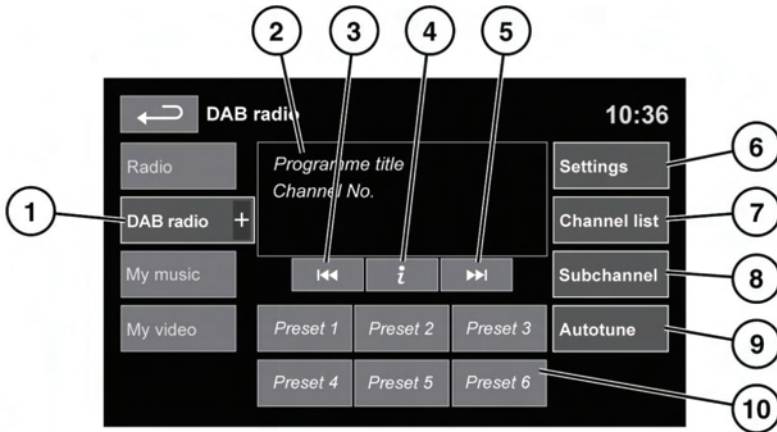 2 3 4 5
DAB radio 10:36
Radio Programme title Settings 6
Channel No.
1 DAB radio + Channel list 7
My music i Subchannel 8
My video Preset 1 Preset 2 Preset 3 Autotune 9
Preset 4 Preset 5 Preset 6 10